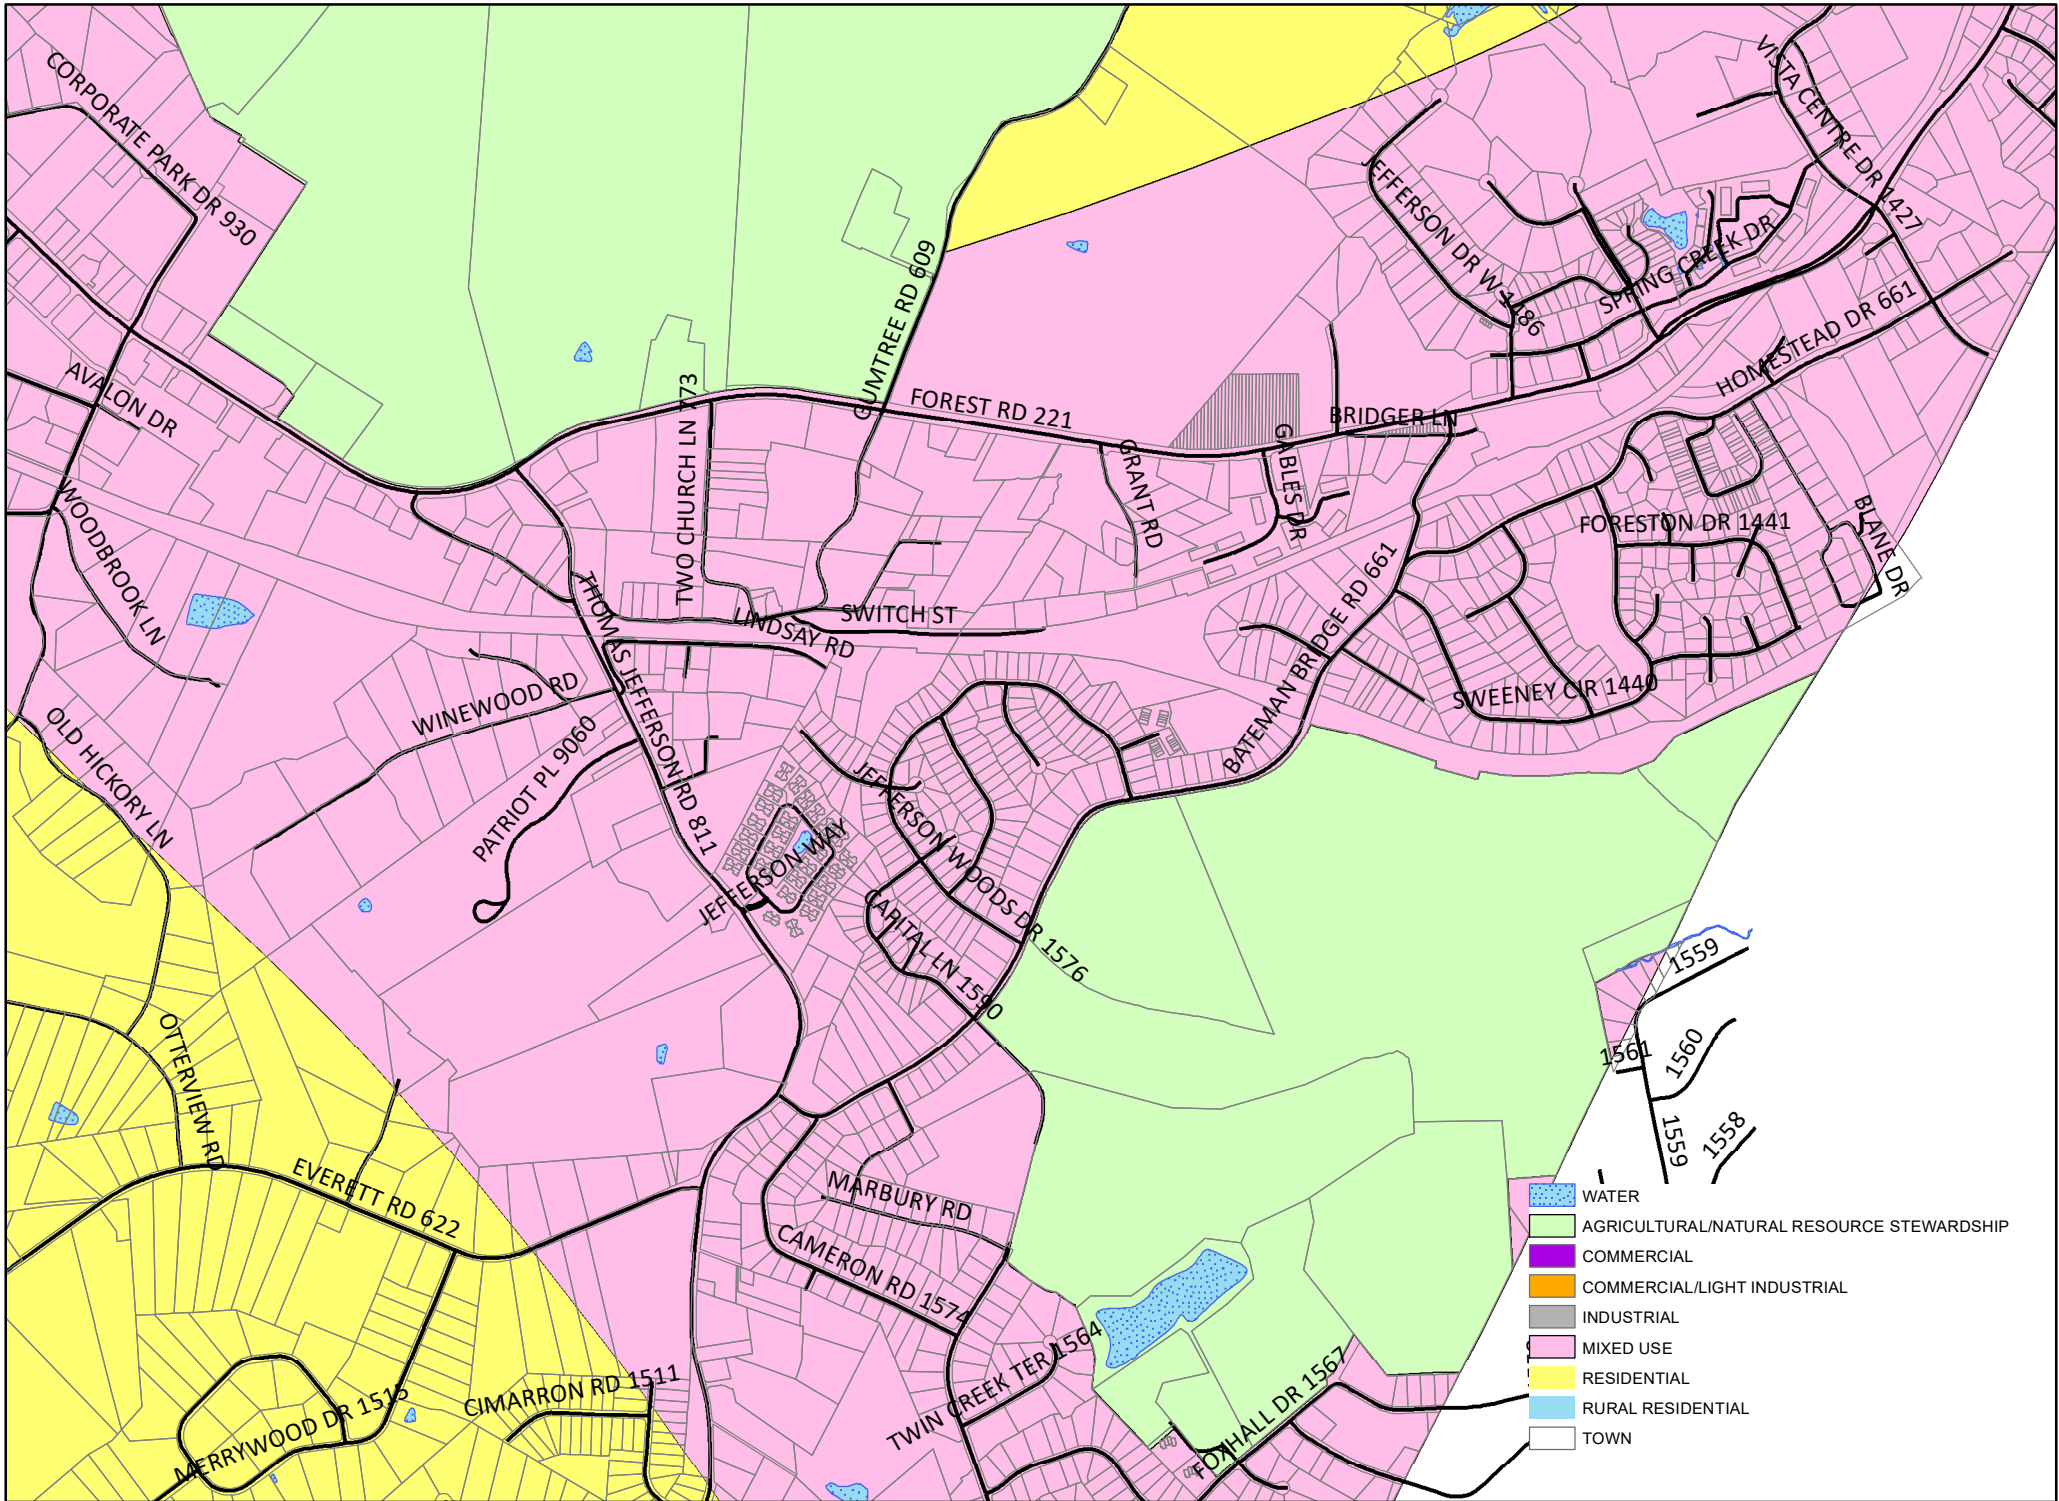 CORPORATE PARK DR 930
VISTA CENTRE DR 1427
JEFFERSON DR W 1486
SPRING CREEK DR
GUMTREE RD 609
HOMESTEAD DR 661
AVALON DR
TWO CHURCH LN 773
FOREST RD 221
BRIDGER LN
GRANT RD
GABLES DR
WOODBROOK LN
FORESTON DR 1441
BLANE DR
THOMAS JEFFERSON RD 811
LINDSAY RD
SWITCH ST
BATEMAN BRIDGE RD 661
SWEENEY CIR 1440
WINEWOOD RD
OLD HICKORY LN
PATRIOT PL 9060
JEFFERSON WAY
JEFFERSON WOODS DR 1576
CAPITAL LN 1590
1559
1561
1560
1559
1558
OTTERVIEW RD
EVERETT RD 622
MARBURY RD
CAMERON RD 1574
TWIN CREEK TER 1564
FOXHALL DR 1567
CIMARRON RD 1511
MERRYWOOD DR 1515
WATER
AGRICULTURAL/NATURAL RESOURCE STEWARDSHIP
COMMERCIAL
COMMERCIAL/LIGHT INDUSTRIAL
INDUSTRIAL
MIXED USE
RESIDENTIAL
RURAL RESIDENTIAL
TOWN